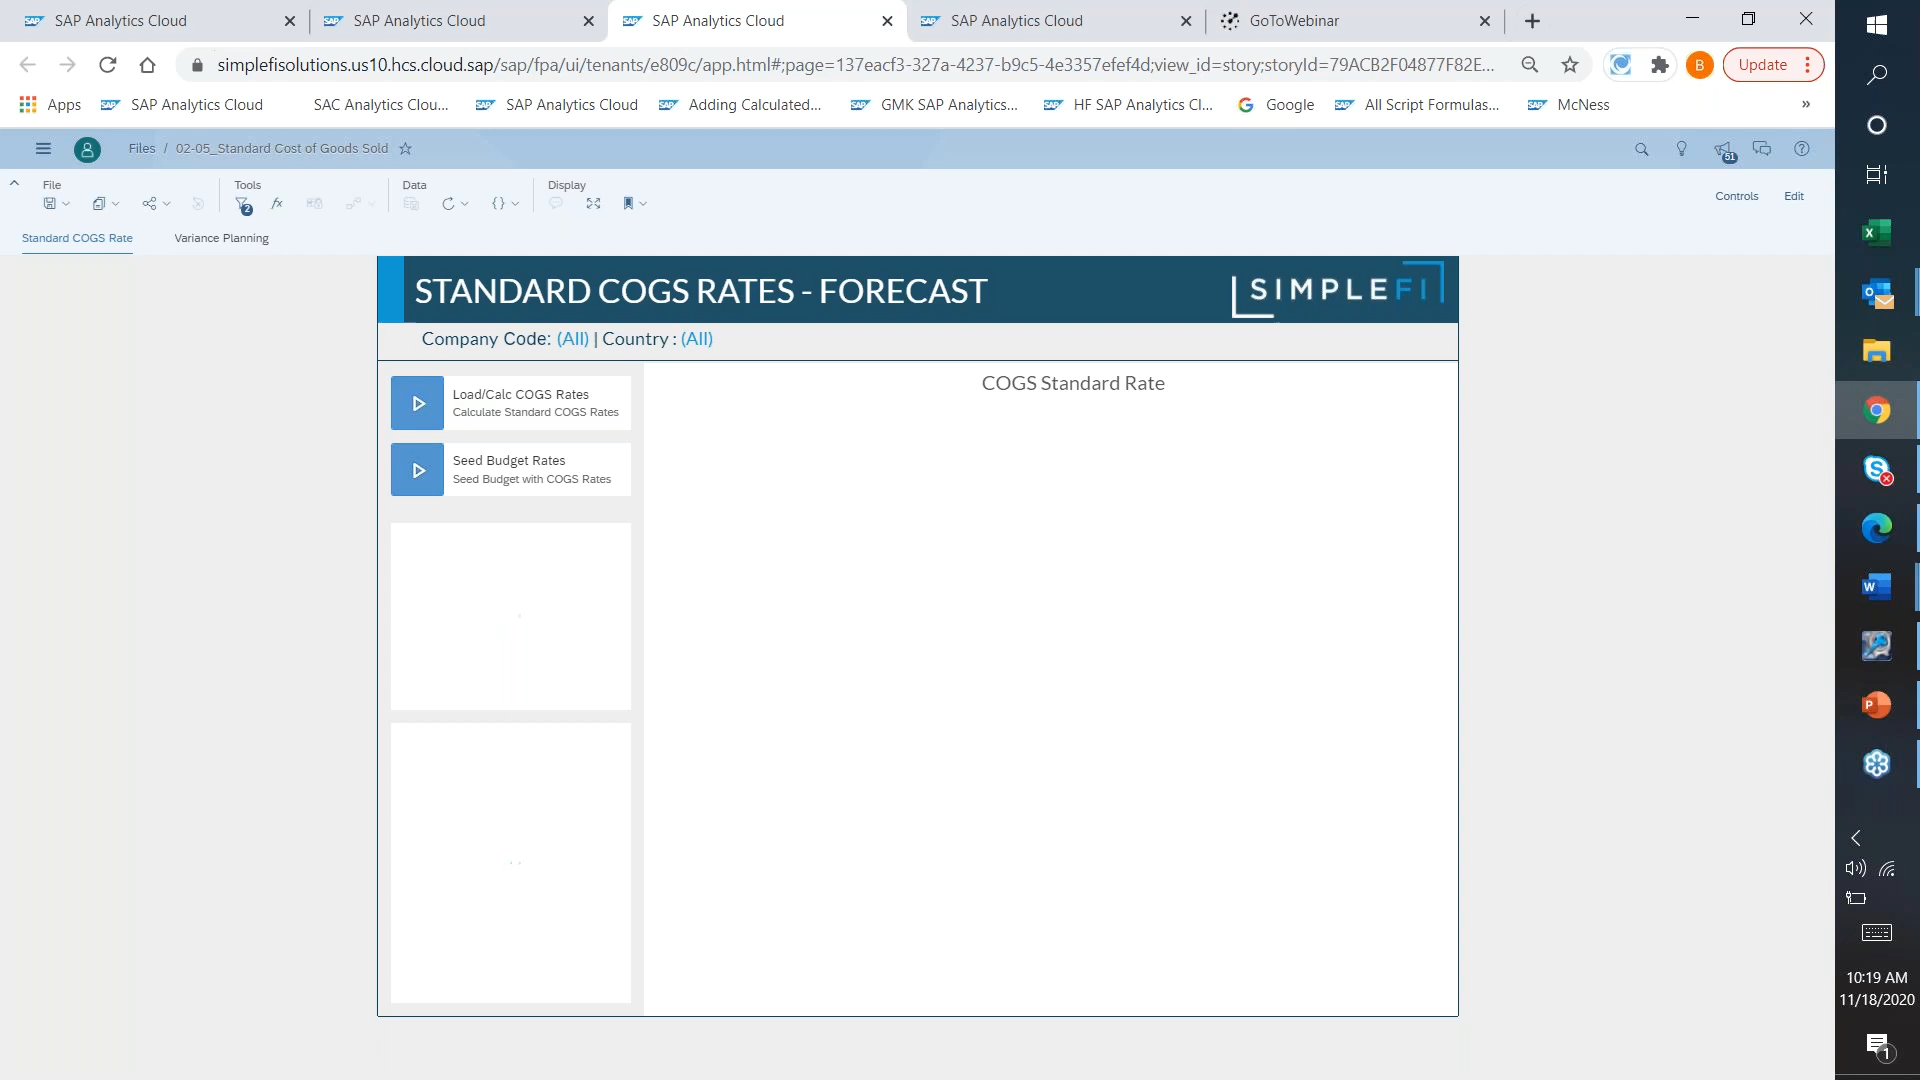 SAP Analytics Cloud
SAP Analytics Cloud
SAP Analytics Cloud
SAP Analytics Cloud
GoToWebinar
simplefisolutions.us10.hcs.cloud.sap/sap/fpa/ui/tenants/e809c/app.html#;page=137eacf3-327a-4237-b9c5-4e3357efef4d;view_id=story;storyId=79ACB2F04877F82E...
B
Update
Apps
SAP Analytics Cloud
SAC Analytics Clou...
SAP Analytics Cloud
Adding Calculated...
GMK SAP Analytics...
HF SAP Analytics Cl...
Google
All Script Formulas...
McNess
»
Files / 02-05_Standard Cost of Goods Sold
51
File
Tools
Data
Display
2
fx
Controls
Edit
Standard COGS Rate
Variance Planning
STANDARD COGS RATES - FORECAST
SIMPLEFI
Company Code: (All) | Country : (All)
Load/Calc COGS Rates
Calculate Standard COGS Rates
Seed Budget Rates
Seed Budget with COGS Rates
COGS Standard Rate
10:19 AM
11/18/2020
1